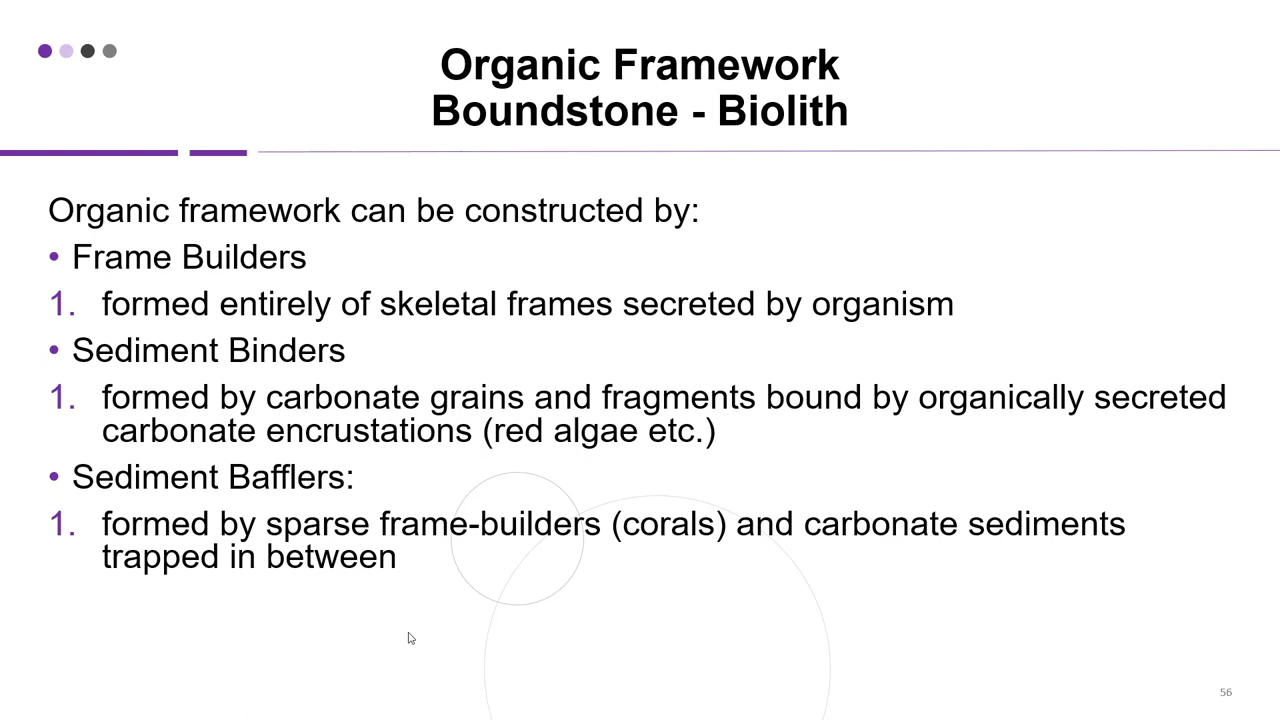 Organic Framework
Boundstone - Biolith
Organic framework can be constructed by:
• Frame Builders
1. formed entirely of skeletal frames secreted by organism
• Sediment Binders
1. formed by carbonate grains and fragments bound by organically secreted
carbonate encrustations (red algae etc.)
• Sediment Bafflers:
1. formed by sparse frame-builders (corals) and carbonate sediments
trapped in between
56